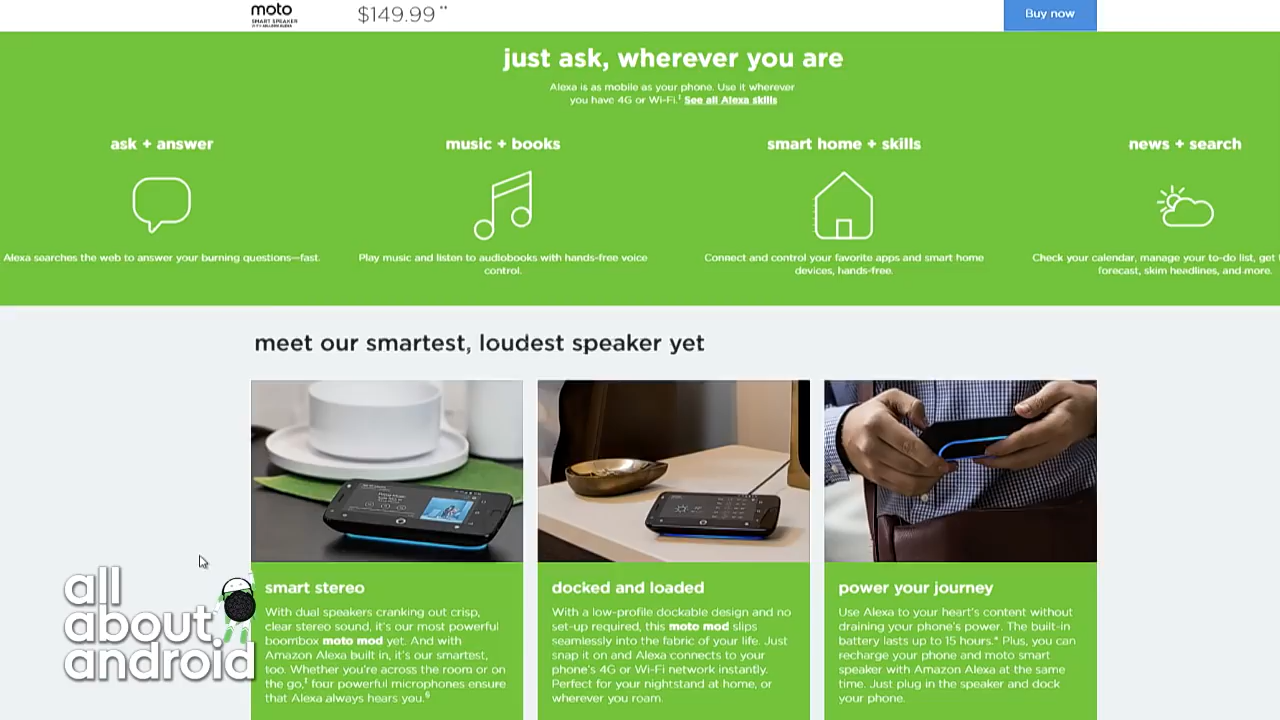 moto
SMART SPEAKER
$149.99**
Buy now
just ask, wherever you are
Alexa is as mobile as your phone. Use it wherever
you have 4G or Wi-Fi.‡ See all Alexa skills
ask + answer
Alexa searches the web to answer your burning questions—fast.
music + books
Play music and listen to audiobooks with hands-free voice
control.
smart home + skills
Connect and control your favorite apps and smart home
devices, hands-free.
news + search
Check your calendar, manage your to-do list, get
forecast, skim headlines, and more.
meet our smartest, loudest speaker yet
smart stereo
With dual speakers cranking out crisp,
clear stereo sound, it's our most powerful
boombox moto mod yet. And with
Amazon Alexa built in, it's our smartest,
too. Whether you're across the room or on
the go,‡ four powerful microphones ensure
that Alexa always hears you.§
docked and loaded
With a low-profile dockable design and no
set-up required, this moto mod slips
seamlessly into the fabric of your life. Just
snap it on and Alexa connects to your
phone's 4G or Wi-Fi network instantly.
Perfect for your nightstand at home, or
wherever you roam.
power your journey
Use Alexa to your heart's content without
draining your phone's power. The built-in
battery lasts up to 15 hours.* Plus, you can
recharge your phone and moto smart
speaker with Amazon Alexa at the same
time. Just plug in the speaker and dock
your phone.
all
about
android